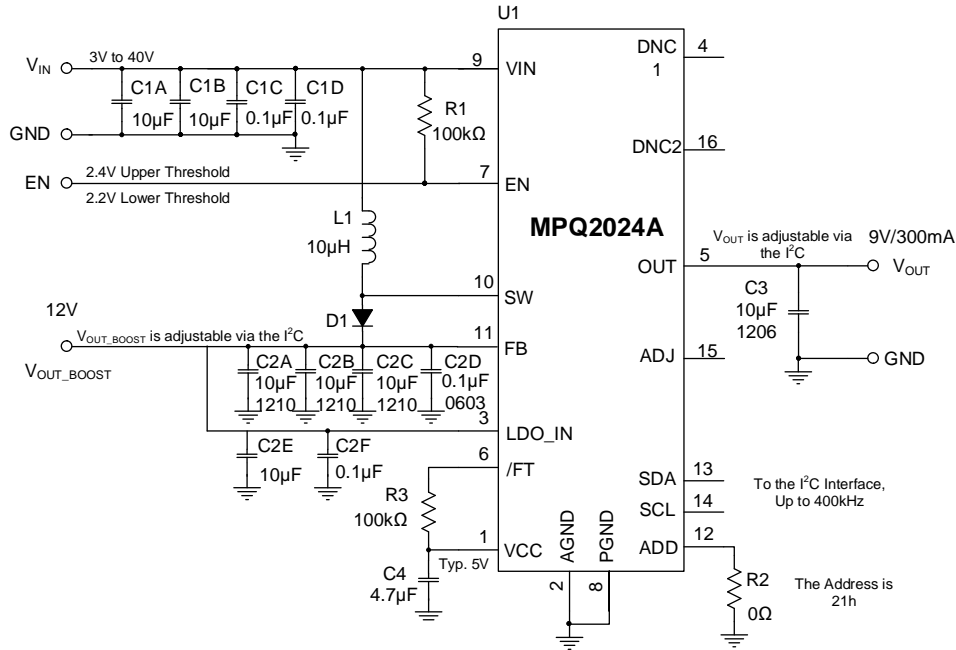 U1
V_IN
3V to 40V
GND
C1A
10µF
C1B
10µF
C1C
0.1µF
C1D
0.1µF
R1
100kΩ
9
VIN
EN
2.4V Upper Threshold
2.2V Lower Threshold
7
EN
L1
10µH
10
SW
D1
12V
V_OUT_BOOST is adjustable via the I²C
V_OUT_BOOST
11
FB
C2A
10µF
1210
C2B
10µF
1210
C2C
10µF
1210
C2D
0.1µF
0603
3
LDO_IN
C2E
10µF
C2F
0.1µF
6
/FT
R3
100kΩ
1
VCC
Typ. 5V
C4
4.7µF
MPQ2024A
DNC
1
4
DNC2
16
OUT
5
V_OUT is adjustable via
the I²C
9V/300mA
V_OUT
C3
10µF
1206
GND
ADJ
15
SDA
13
SCL
14
To the I²C Interface,
Up to 400kHz
ADD
12
R2
0Ω
The Address is
21h
AGND
2
PGND
8